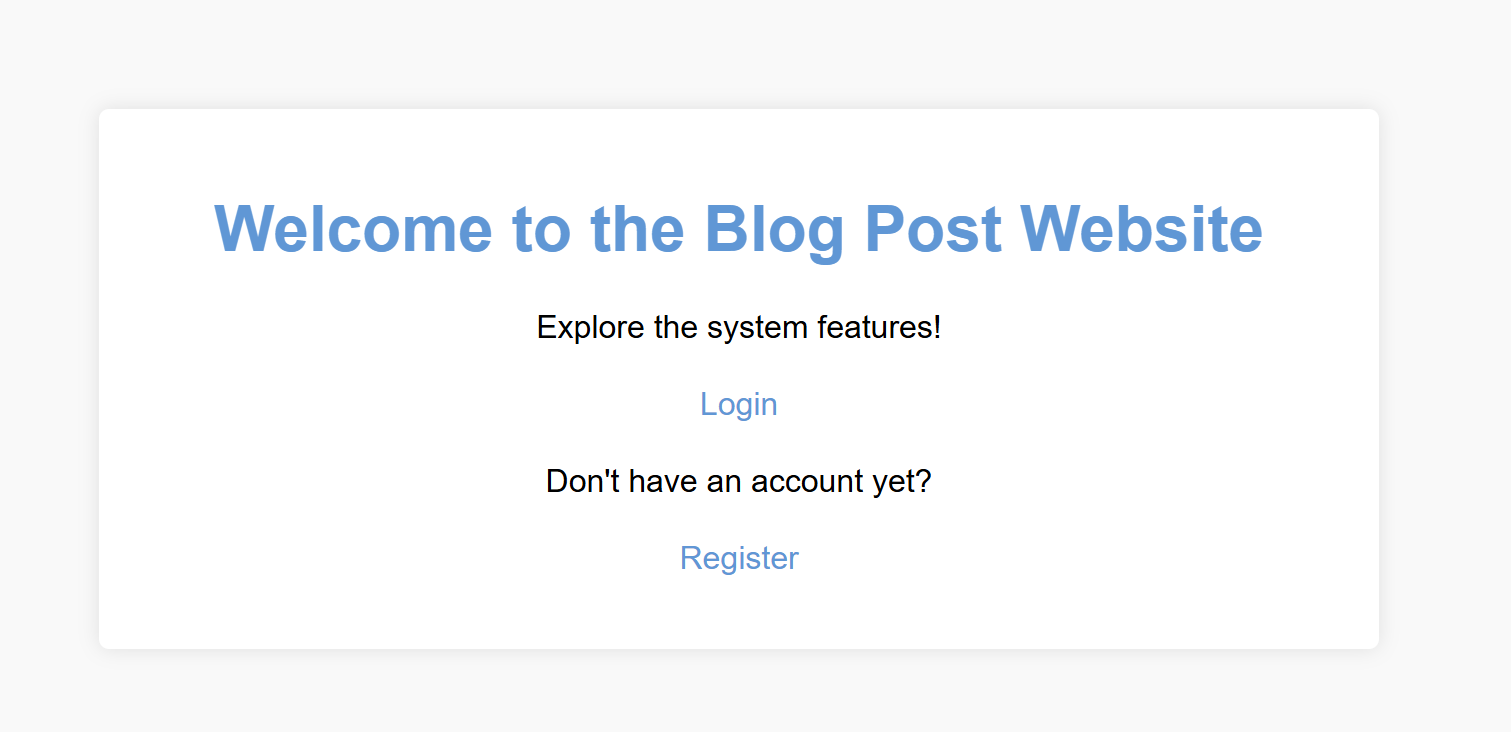 Welcome to the Blog Post Website
Explore the system features!
Login
Don't have an account yet?
Register